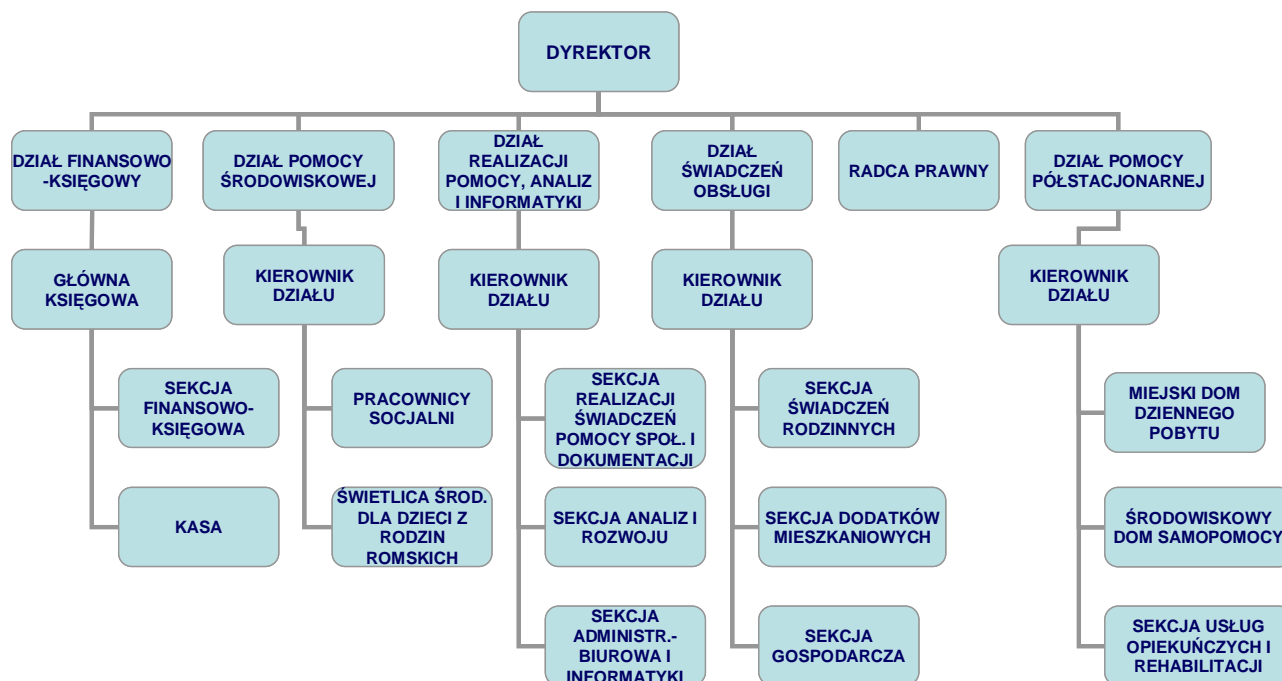 DYREKTOR
DZIAŁ FINANSOWO
-KSIĘGOWY
DZIAŁ POMOCY
ŚRODOWISKOWEJ
DZIAŁ
REALIZACJI
POMOCY, ANALIZ
I INFORMATYKI
DZIAŁ
ŚWIADCZEŃ
OBSŁUGI
RADCA PRAWNY
DZIAŁ POMOCY
PÓŁSTACJONARNEJ
GŁÓWNA
KSIĘGOWA
KIEROWNIK
DZIAŁU
KIEROWNIK
DZIAŁU
KIEROWNIK
DZIAŁU
KIEROWNIK
DZIAŁU
SEKCJA
FINANSOWO-
KSIĘGOWA
PRACOWNICY
SOCJALNI
SEKCJA
REALIZACJI
ŚWIADCZEŃ
POMOCY SPOŁ. I
DOKUMENTACJI
SEKCJA
ŚWIADCZEŃ
RODZINNYCH
MIEJSKI DOM
DZIENNEGO
POBYTU
KASA
ŚWIETLICA ŚROD.
DLA DZIECI Z
RODZIN
ROMSKICH
SEKCJA ANALIZ I
ROZWOJU
SEKCJA DODATKÓW
MIESZKANIOWYCH
ŚRODOWISKOWY
DOM SAMOPOMOCY
SEKCJA
ADMINISTR.-
BIUROWA I
INFORMATYKI
SEKCJA
GOSPODARCZA
SEKCJA USŁUG
OPIEKUŃCZYCH I
REHABILITACJI